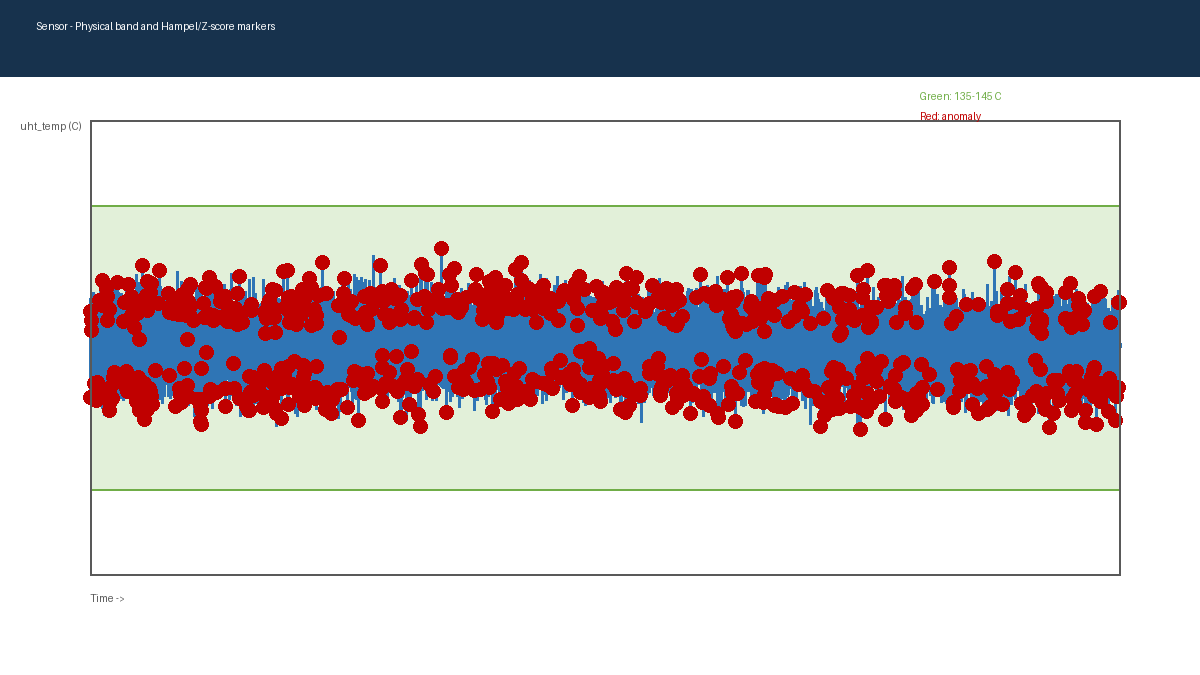 Sensor - Physical band and Hampel/Z-score markers
Green: 135-145 C
Red: anomaly
uht_temp (C)
Time ->